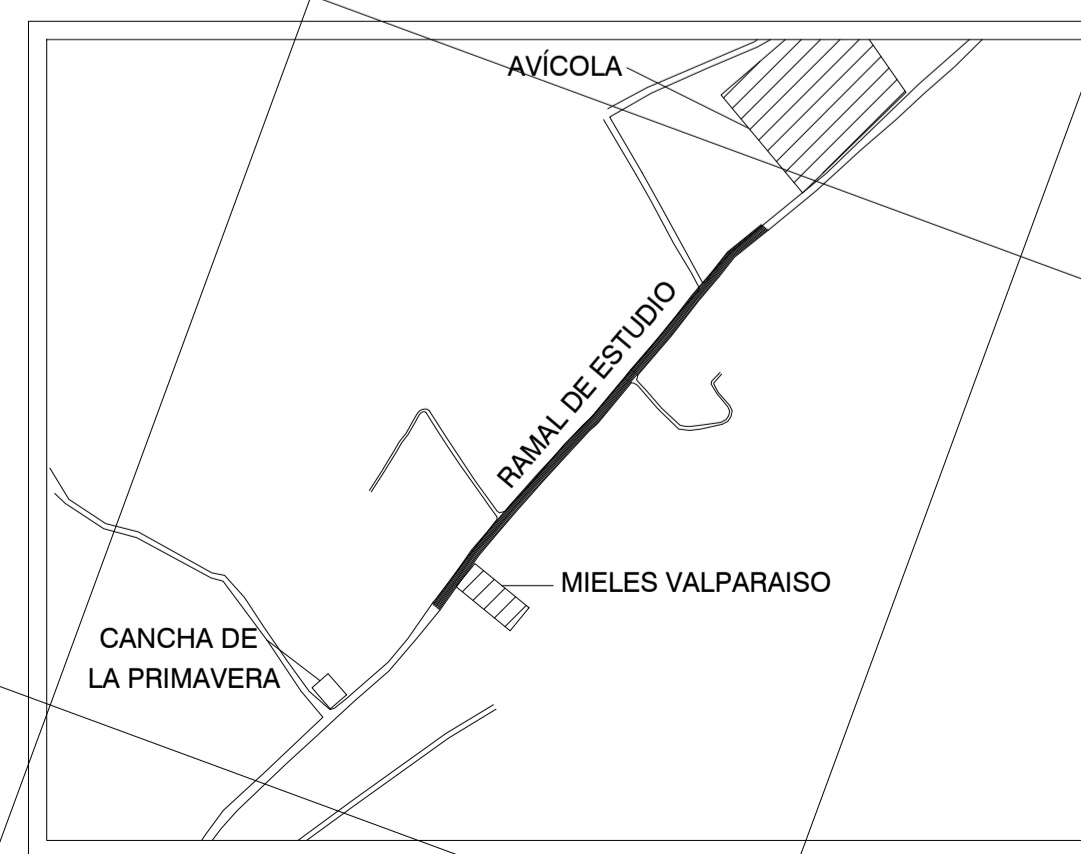 AVÍCOLA
RAMAL DE ESTUDIO
MIELES VALPARAISO
CANCHA DE
LA PRIMAVERA